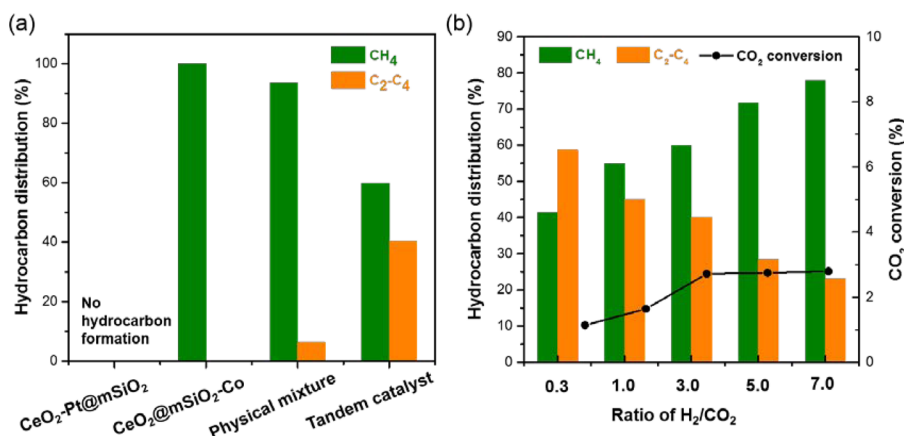 (a)
CH₄
C₂-C₄
Hydrocarbon distribution (%)
100
80
60
40
20
0
No
hydrocarbon
formation
CeO₂-Pt@mSiO₂
CeO₂@mSiO₂-Co
Physical mixture
Tandem catalyst
(b)
CH₄ C₂-C₄ CO₂ conversion
Hydrocarbon distribution (%)
90
80
70
60
50
40
30
20
10
0
10
8
6
4
2
0
CO₂ conversion (%)
0.3 1.0 3.0 5.0 7.0
Ratio of H₂/CO₂